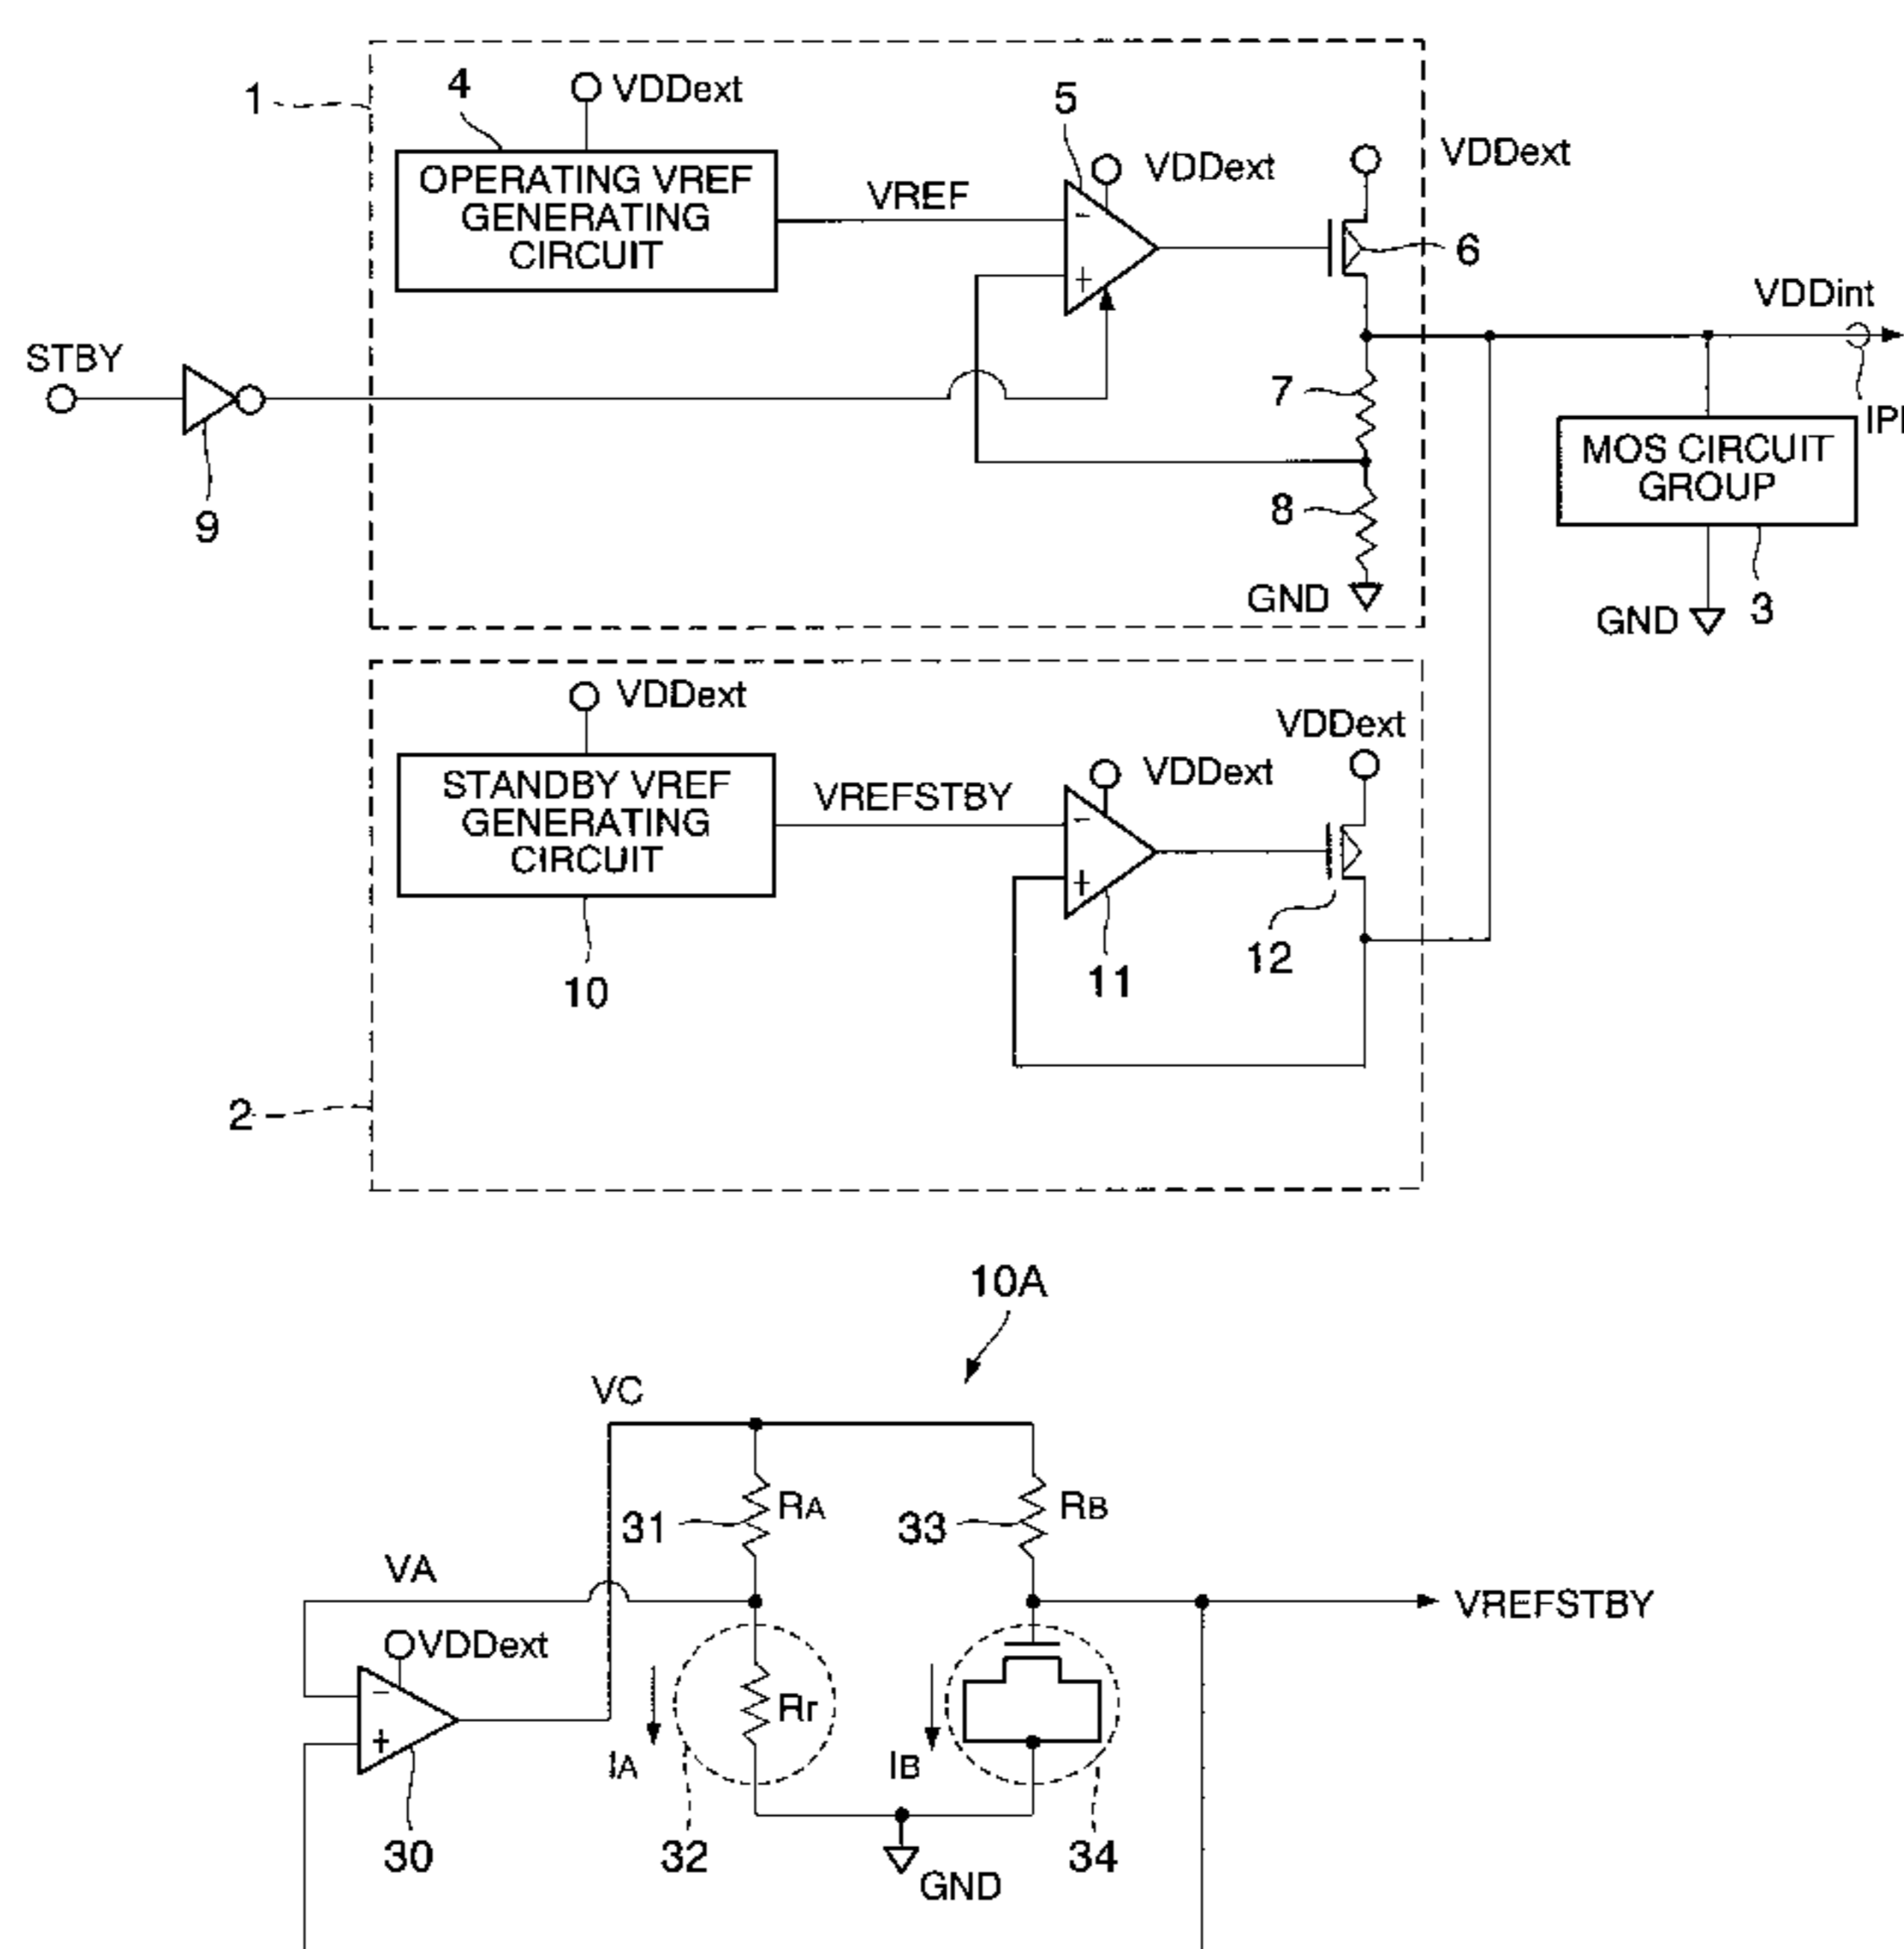 1
4
VDDext
5
VDDext
VDDext
OPERATING VREF
GENERATING
CIRCUIT
VREF
-
+
6
VDDint
STBY
9
7
8
GND
MOS CIRCUIT
GROUP
GND
3
VDDext
VDDext
STANDBY VREF
GENERATING
CIRCUIT
VREFSTBY
VDDext
-
+
10
11
12
2
10A
VC
31
RA
33
RB
VA
VREFSTBY
VDDext
-
+
Rr
IA
IB
30
32
34
GND